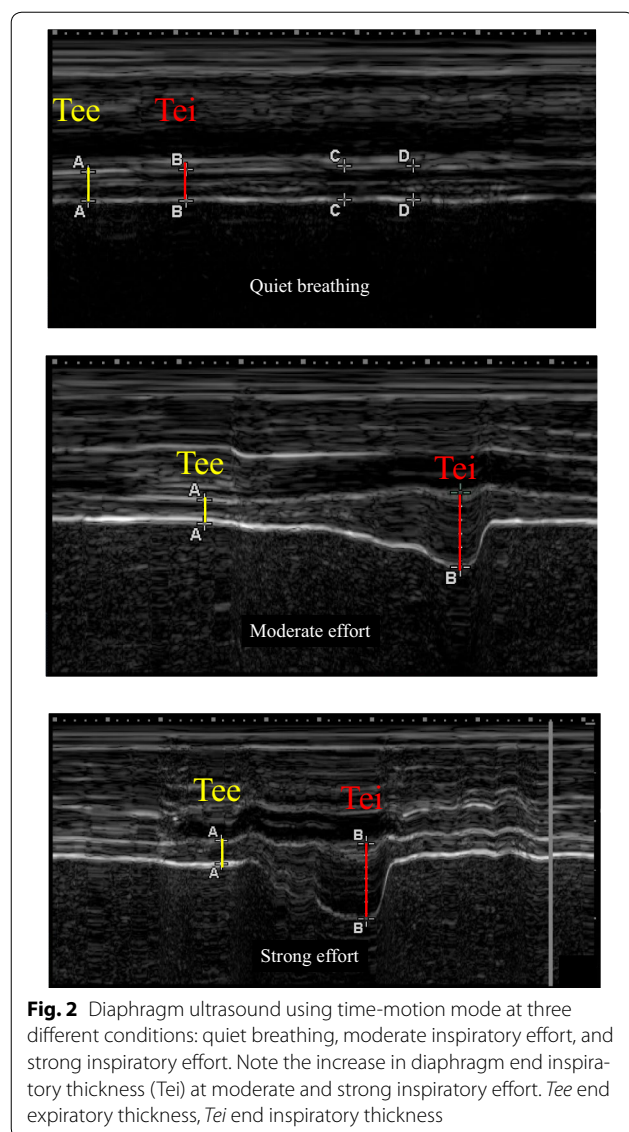 Tee Tei
A B C D
A B C D
Quiet breathing
Tee Tei
A
A
B
Moderate effort
Tee Tei
A B
A
B
Strong effort
Fig. 2 Diaphragm ultrasound using time-motion mode at three
different conditions: quiet breathing, moderate inspiratory effort, and
strong inspiratory effort. Note the increase in diaphragm end inspira-
tory thickness (Tei) at moderate and strong inspiratory effort. Tee end
expiratory thickness, Tei end inspiratory thickness